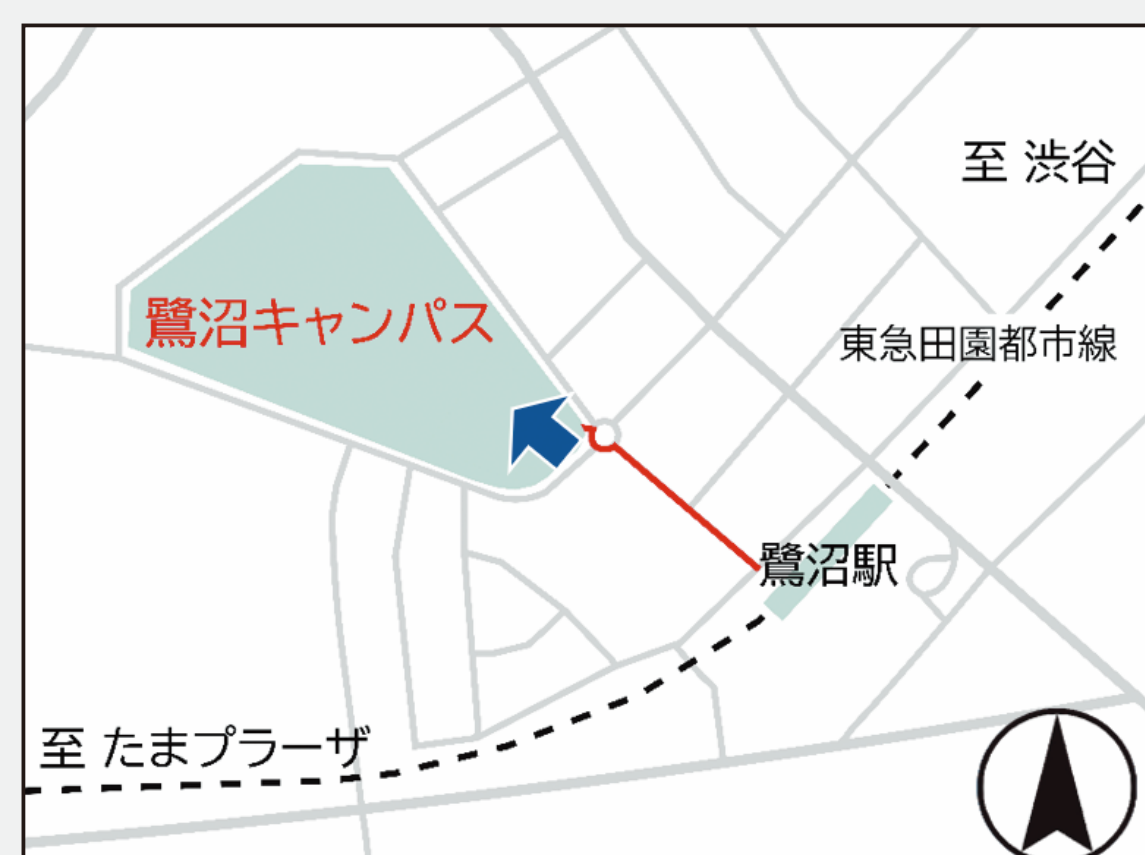 至 渋谷
鷺沼キャンパス
東急田園都市線
鷺沼駅
至 たまプラーザ